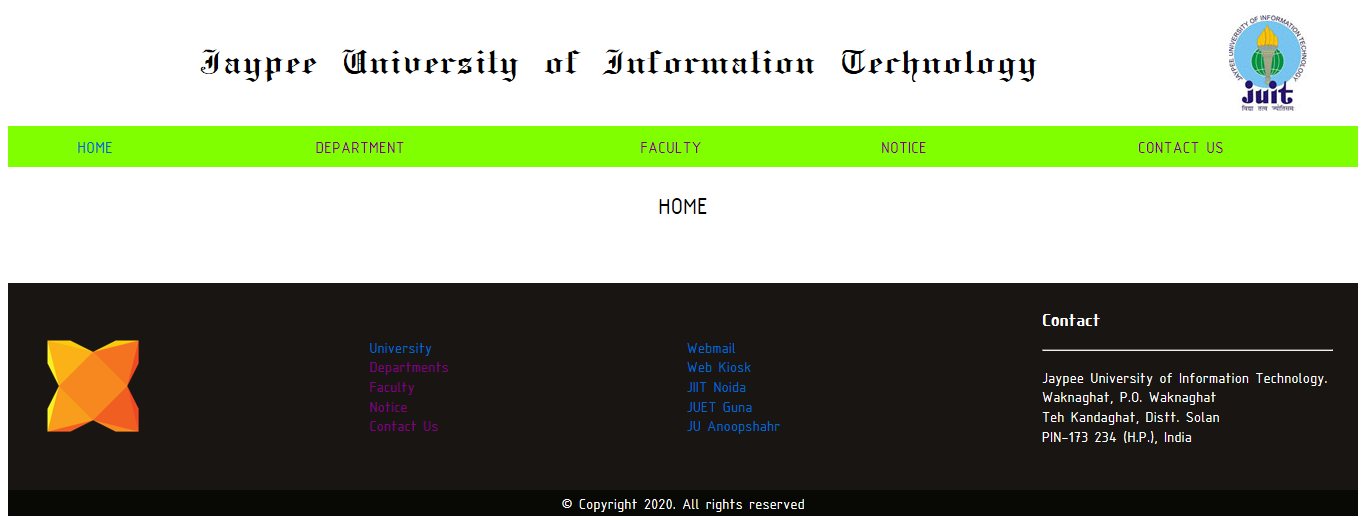 Jaypee University of Information Technology
JAYPEE UNIVERSITY OF INFORMATION TECHNOLOGY
juit
विद्या तत्व ज्योतिसमः
HOME DEPARTMENT FACULTY NOTICE CONTACT US
HOME
University
Departments
Faculty
Notice
Contact Us
Webmail
Web Kiosk
JIIT Noida
JUET Guna
JU Anoopshahr
Contact
Jaypee University of Information Technology.
Waknaghat, P.O. Waknaghat
Teh Kandaghat, Distt. Solan
PIN-173 234 (H.P.), India
© Copyright 2020. All rights reserved